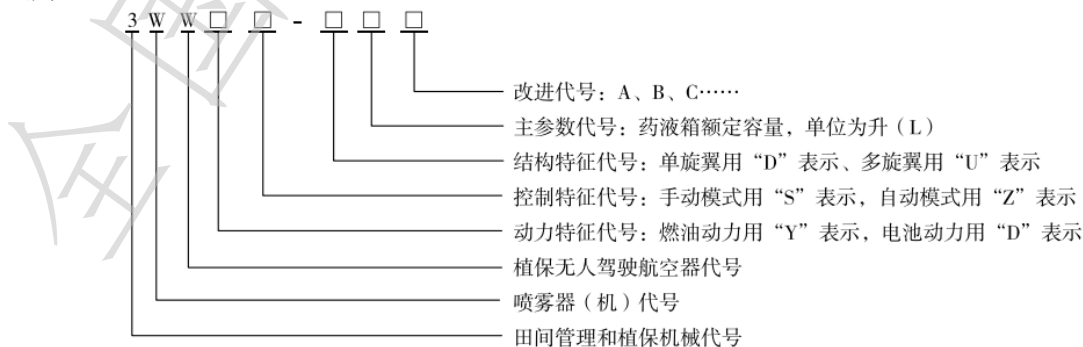 3 W W □ □ - □ □ □
改进代号：A、B、C……
主参数代号：药液箱额定容量，单位为升（L）
结构特征代号：单旋翼用“D”表示、多旋翼用“U”表示
控制特征代号：手动模式用“S”表示，自动模式用“Z”表示
动力特征代号：燃油动力用“Y”表示，电池动力用“D”表示
植保无人驾驶航空器代号
喷雾器（机）代号
田间管理和植保机械代号